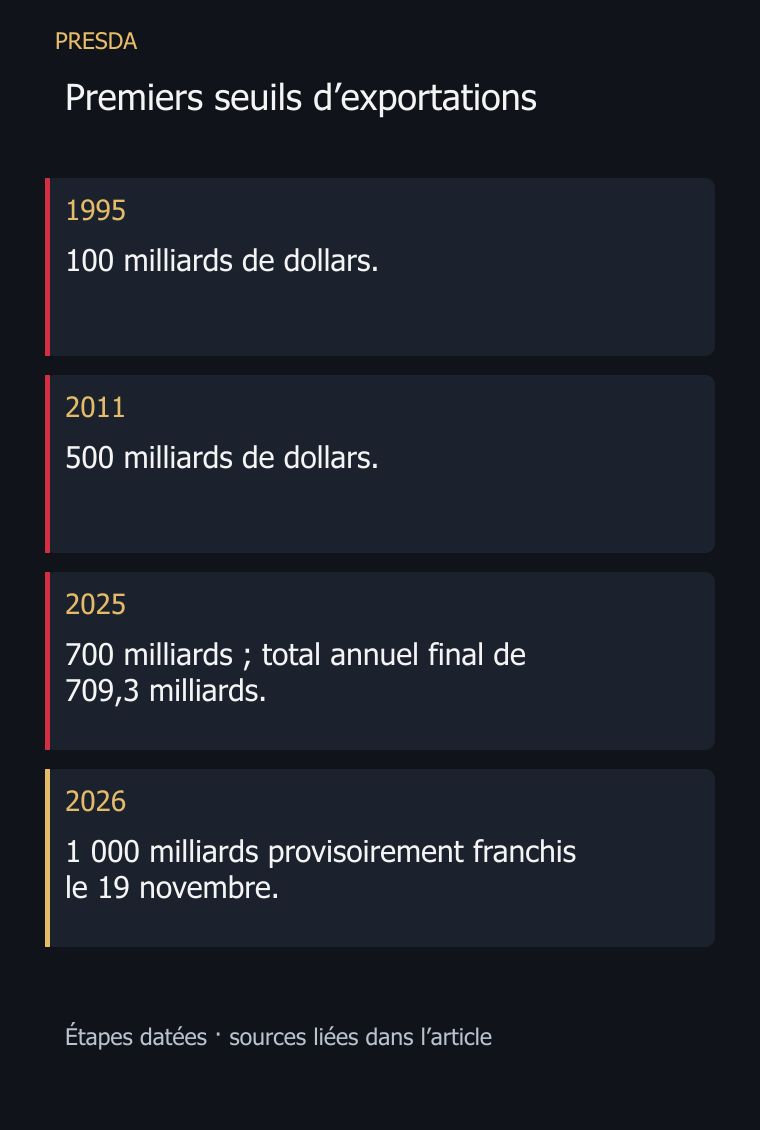 PRESDA
Premiers seuils d’exportations
1995
100 milliards de dollars.
2011
500 milliards de dollars.
2025
700 milliards ; total annuel final de
709,3 milliards.
2026
1 000 milliards provisoirement franchis
le 19 novembre.
Étapes datées · sources liées dans l’article